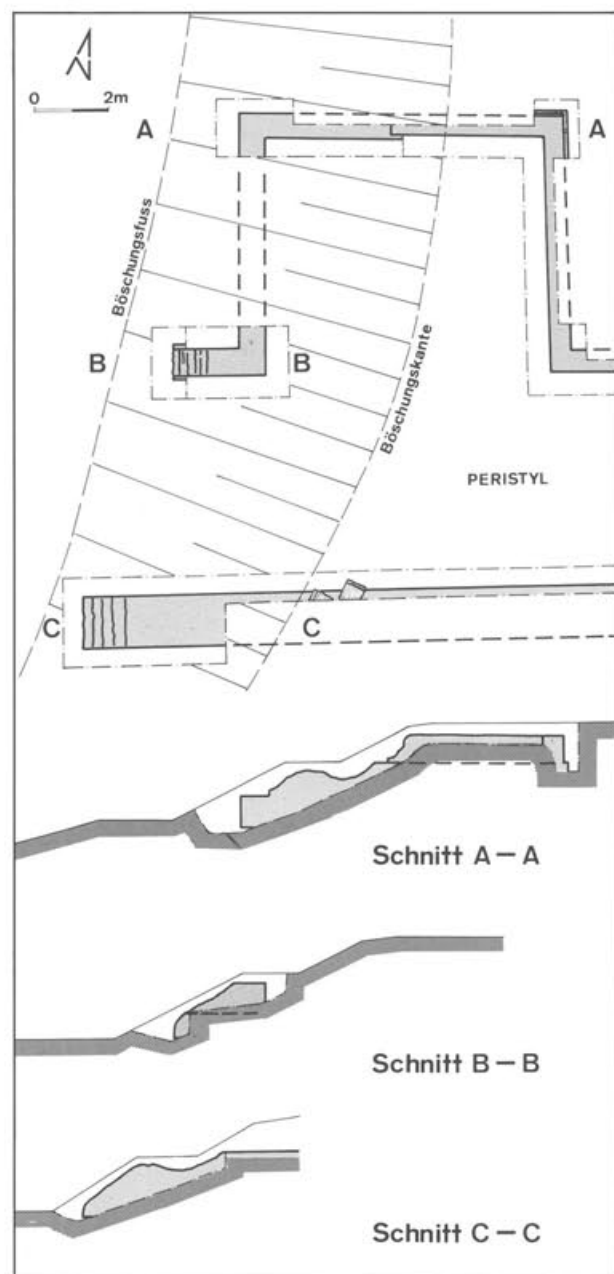 N
0 2m
A A
Böschungsfuss
Böschungskante
B B
PERISTYL
C C
Schnitt A – A
Schnitt B – B
Schnitt C – C